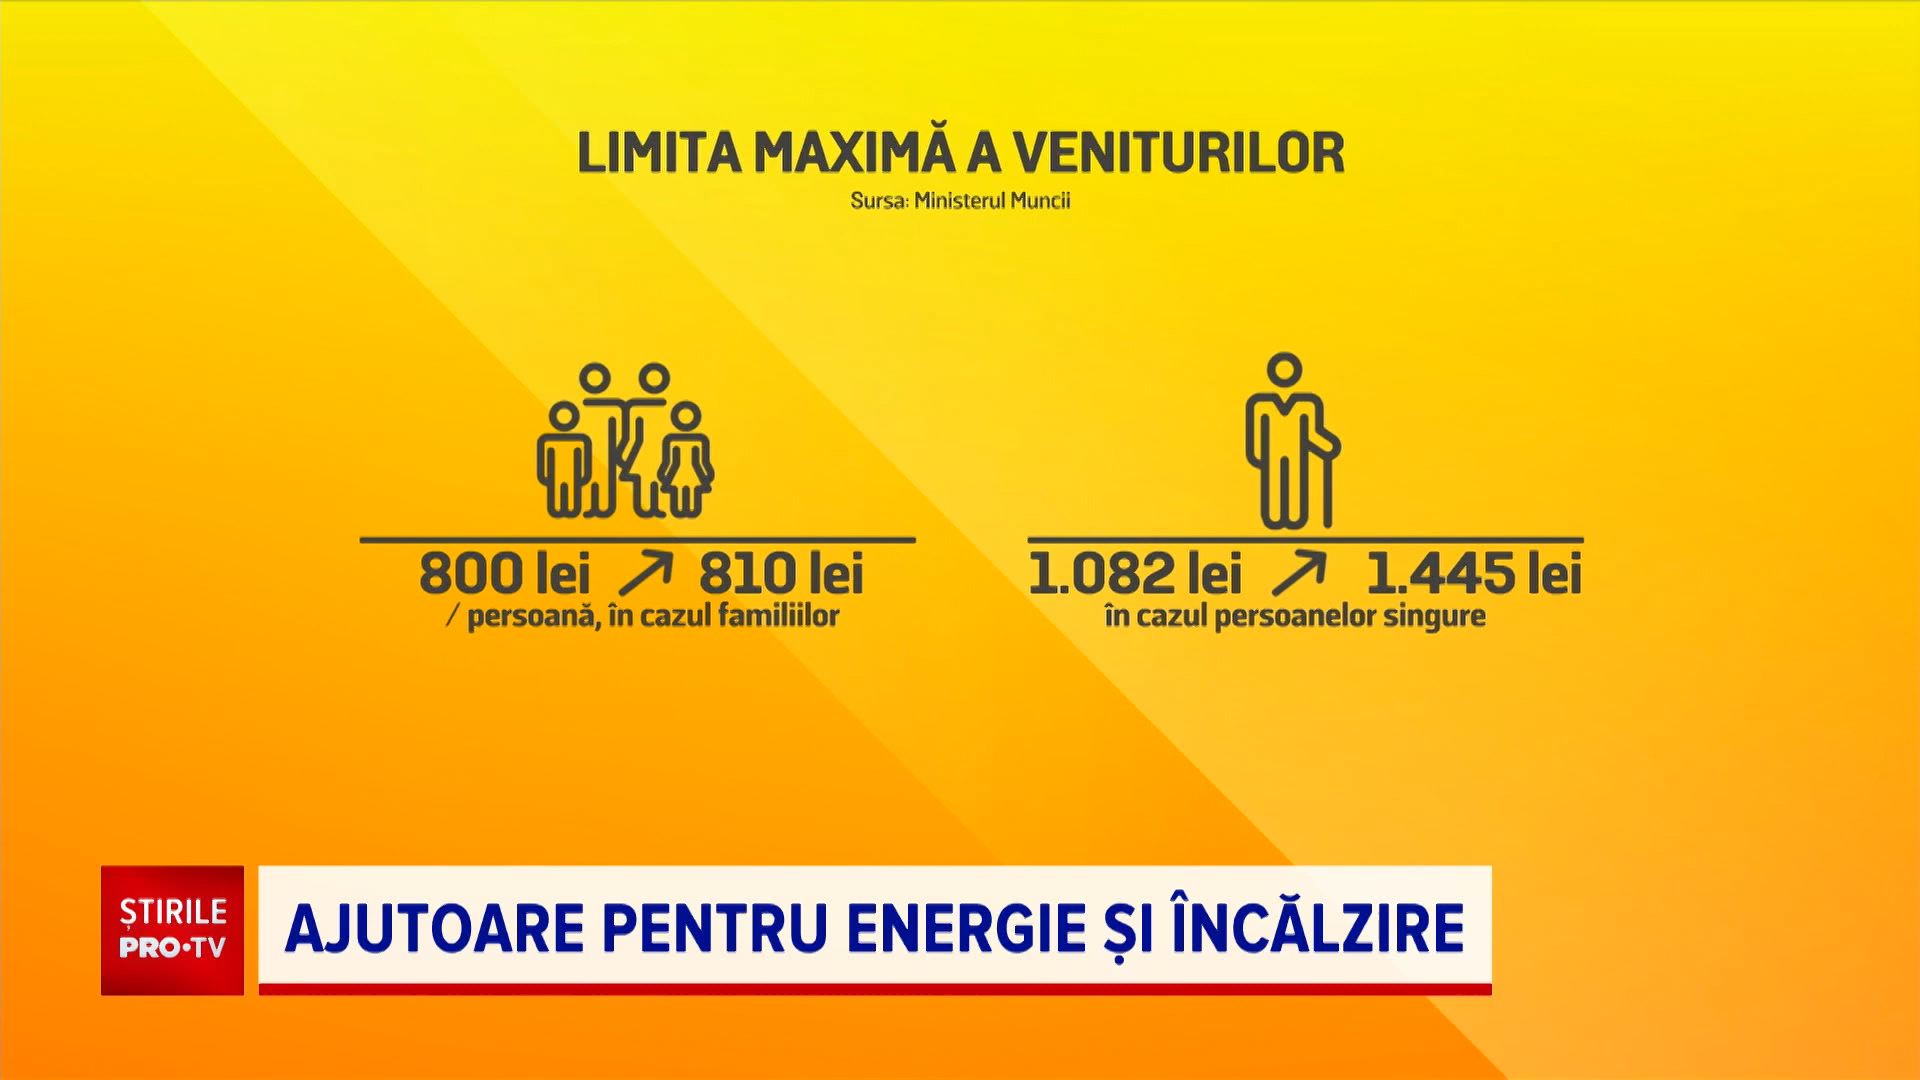 LIMITA MAXIMĂ A VENITURILOR
Sursa: Ministerul Muncii
800 lei 810 lei
/ persoană, în cazul familiilor
1.082 lei 1.445 lei
în cazul persoanelor singure
ȘTIRILE
PRO•TV
AJUTOARE PENTRU ENERGIE ȘI ÎNCĂLZIRE